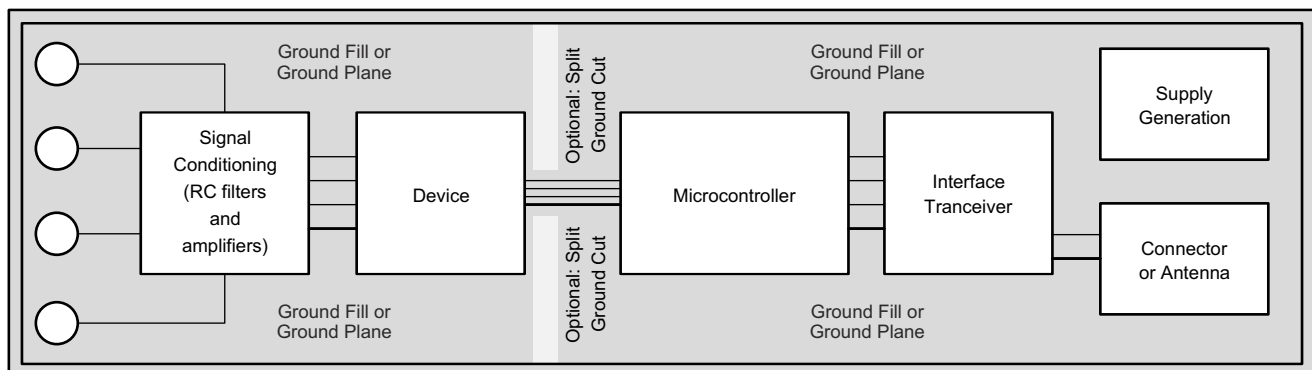 Ground Fill or
Ground Plane
Optional: Split
Ground Cut
Ground Fill or
Ground Plane
Supply
Generation
Signal
Conditioning
(RC filters
and
amplifiers)
Device
Microcontroller
Interface
Tranceiver
Connector
or Antenna
Ground Fill or
Ground Plane
Optional: Split
Ground Cut
Ground Fill or
Ground Plane